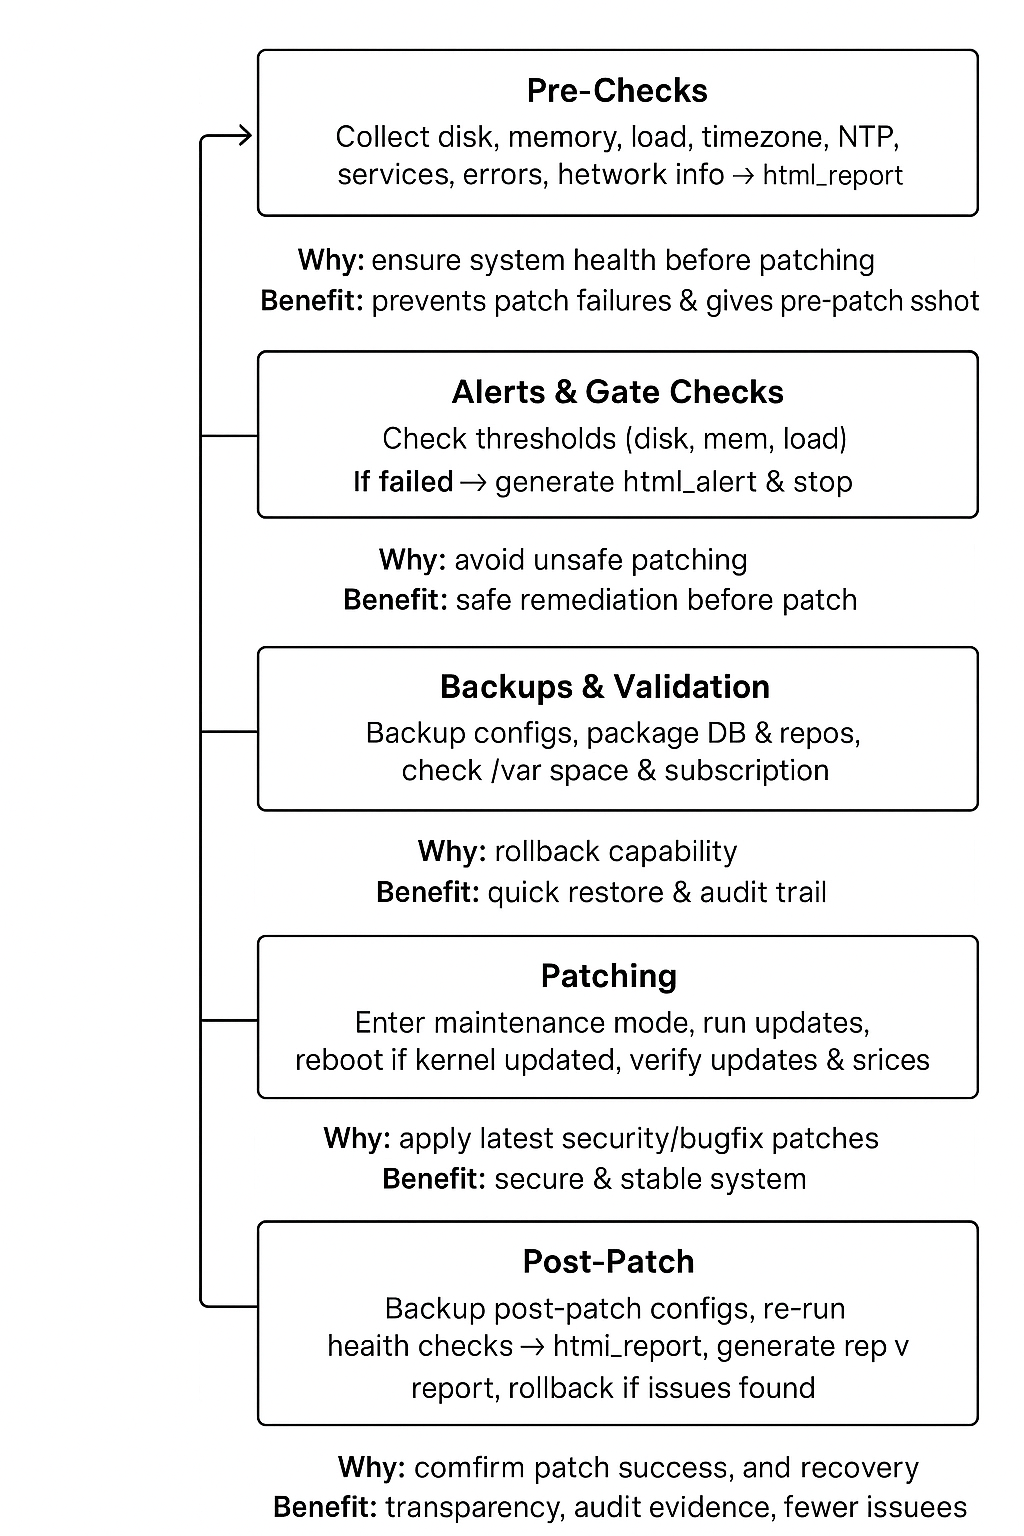 Pre-Checks
Collect disk, memory, load, timezone, NTP,
services, errors, hetwork info → html_report
Why: ensure system health before patching
Benefit: prevents patch failures & gives pre-patch sshot
Alerts & Gate Checks
Check thresholds (disk, mem, load)
If failed → generate html_alert & stop
Why: avoid unsafe patching
Benefit: safe remediation before patch
Backups & Validation
Backup configs, package DB & repos,
check /var space & subscription
Why: rollback capability
Benefit: quick restore & audit trail
Patching
Enter maintenance mode, run updates,
reboot if kernel updated, verify updates & srices
Why: apply latest security/bugfix patches
Benefit: secure & stable system
Post-Patch
Backup post-patch configs, re-run
heaith checks → htmi_report, generate rep v
report, rollback if issues found
Why: comfirm patch success, and recovery
Benefit: transparency, audit evidence, fewer issuees